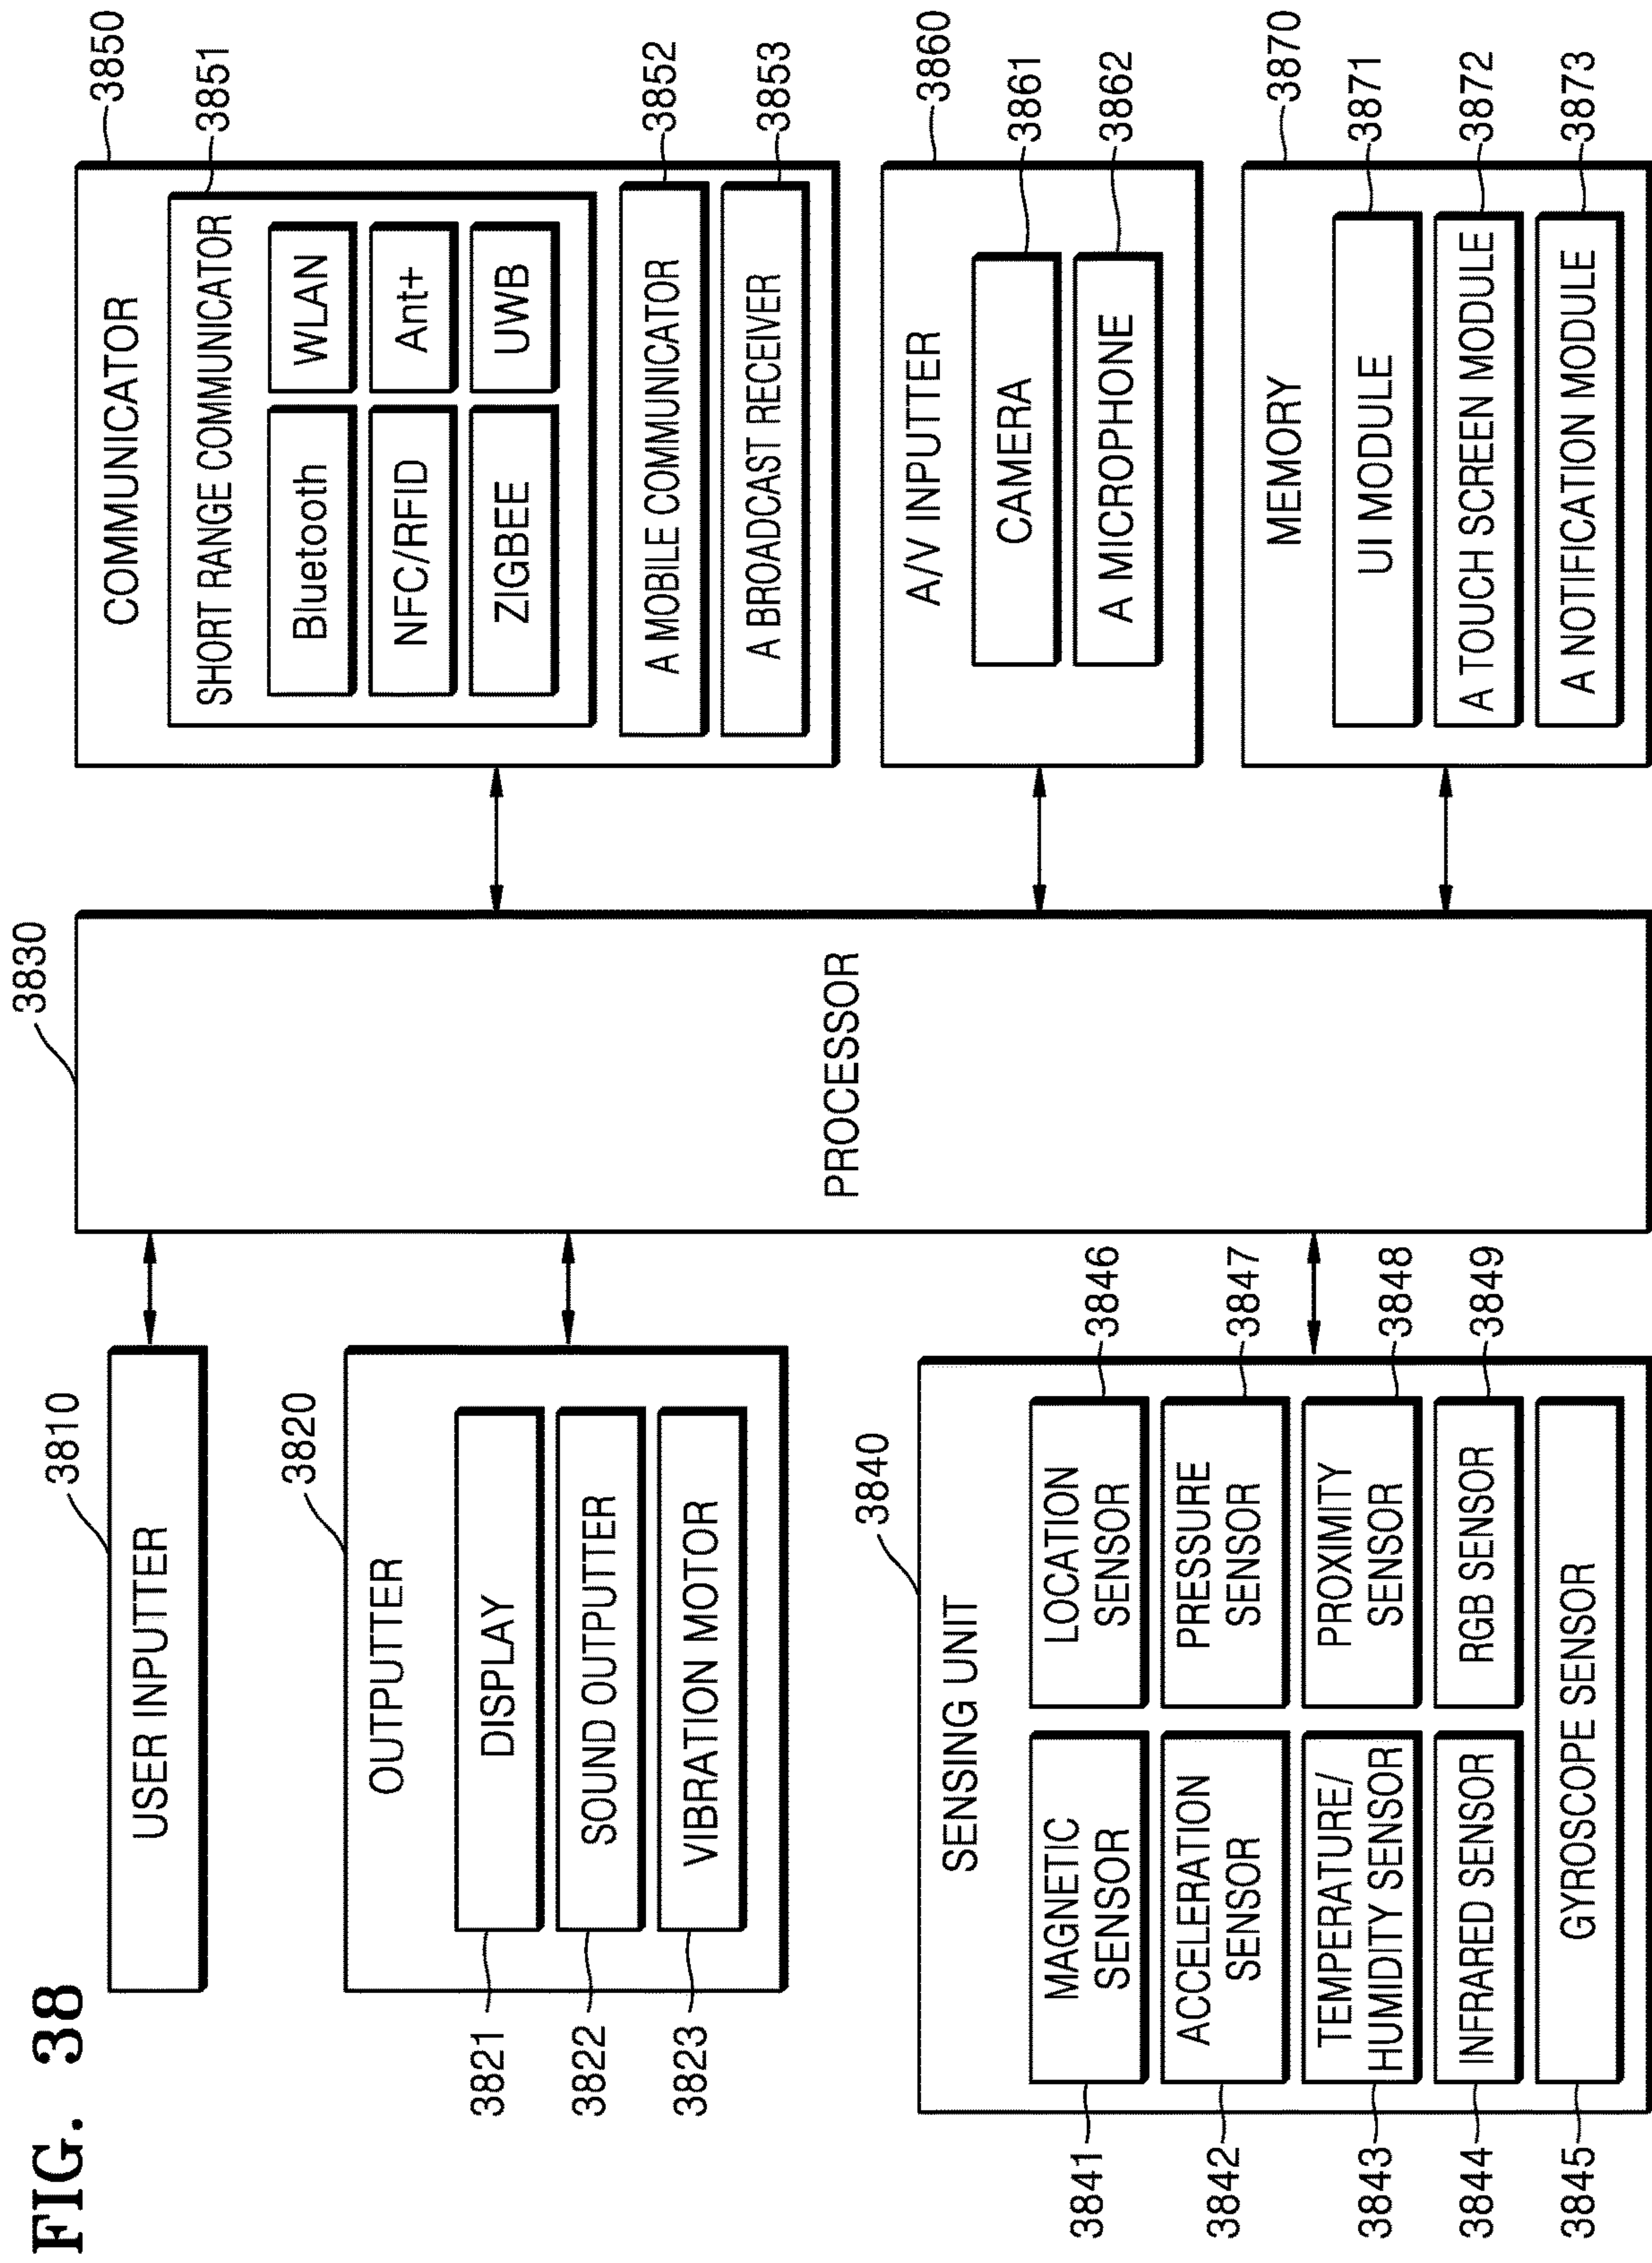 FIG. 38
3810
USER INPUTTER
3820
OUTPUTTER
3821
DISPLAY
3822
SOUND OUTPUTTER
3823
VIBRATION MOTOR
3840
SENSING UNIT
3841
MAGNETIC
SENSOR
LOCATION
SENSOR
3846
3842
ACCELERATION
SENSOR
PRESSURE
SENSOR
3847
3843
TEMPERATURE/
HUMIDITY SENSOR
PROXIMITY
SENSOR
3848
3844
INFRARED SENSOR
RGB SENSOR
3849
3845
GYROSCOPE SENSOR
3830
PROCESSOR
3850
COMMUNICATOR
3851
SHORT RANGE COMMUNICATOR
Bluetooth
WLAN
NFC/RFID
Ant+
ZIGBEE
UWB
A MOBILE COMMUNICATOR
3852
A BROADCAST RECEIVER
3853
3860
A/V INPUTTER
CAMERA
3861
A MICROPHONE
3862
3870
MEMORY
UI MODULE
3871
A TOUCH SCREEN MODULE
3872
A NOTIFICATION MODULE
3873